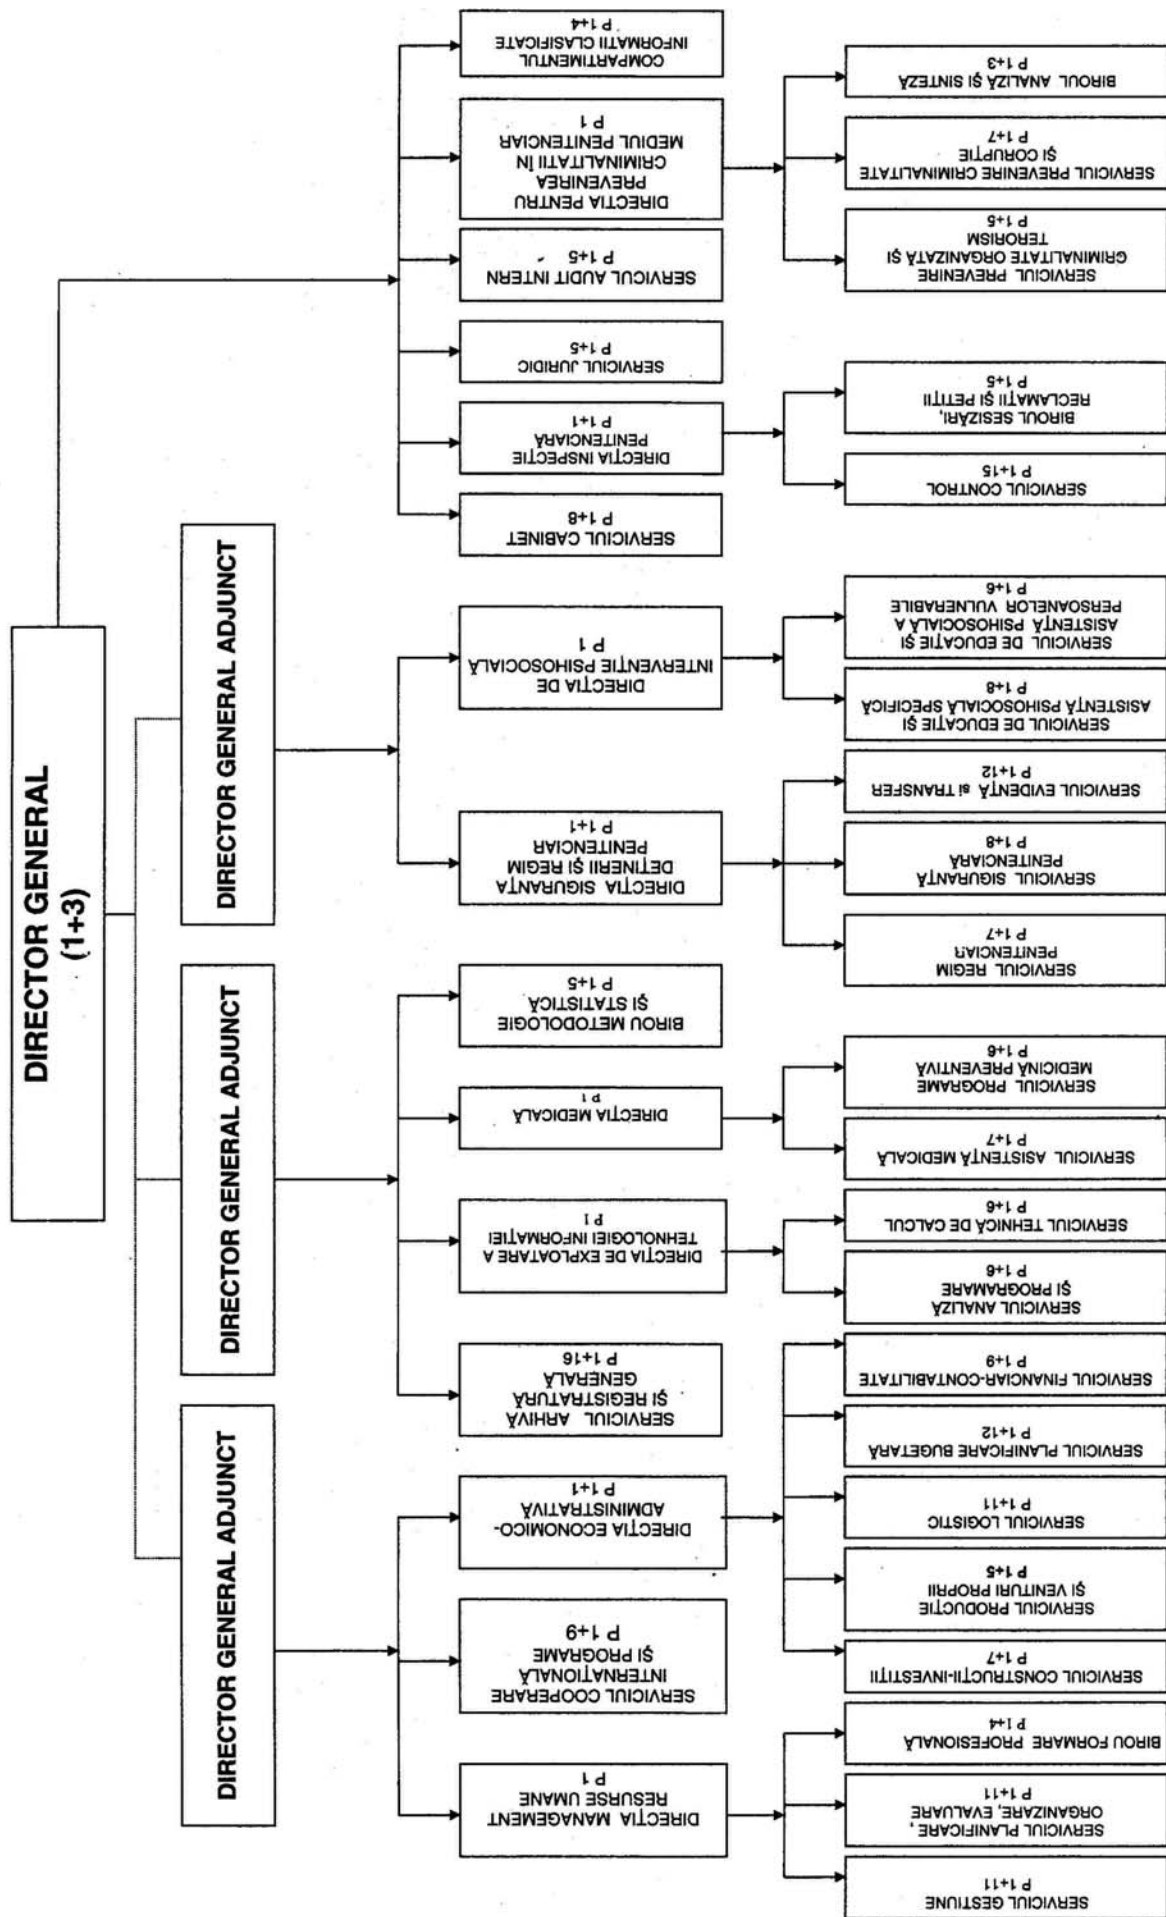 DIRECTOR GENERAL
(1+3)
DIRECTOR GENERAL ADJUNCT
DIRECTOR GENERAL ADJUNCT
DIRECTOR GENERAL ADJUNCT
DIRECȚIA MANAGEMENT
RESURSE UMANE
P 1
SERVICIUL COOPERARE
INTERNAȚIONALĂ
ȘI PROGRAME
P 1+9
DIRECȚIA ECONOMICO-
ADMINISTRATIVĂ
P 1+1
SERVICIUL ARHIVĂ
ȘI REGISTRATURĂ
GENERALĂ
P 1+16
DIRECȚIA DE EXPLOATARE A
TEHNOLOGIEI INFORMAȚIEI
P 1
DIRECȚIA MEDICALĂ
P 1
BIROU METODOLOGIE
ȘI STATISTICĂ
P 1+5
DIRECȚIA SIGURANȚA
DEȚINERII ȘI REGIM
PENITENCIAR
P 1+1
DIRECȚIA DE
INTERVENȚIE PSIHOSOCIALĂ
P 1
SERVICIUL CABINET
P 1+8
DIRECȚIA INSPECȚIE
PENITENCIARĂ
P 1+1
SERVICIUL JURIDIC
P 1+5
SERVICUL AUDIT INTERN
P 1+5
DIRECTIA PENTRU
PREVENIREA
CRIMINALITATII ÎN
MEDIUL PENITENCIAR
P 1
COMPARTIMENTUL
INFORMATII CLASIFICATE
P 1+4
SERVICIUL GESTIUNE
P 1+11
SERVICIUL PLANIFICARE,
ORGANIZARE, EVALUARE
P 1+11
BIROU FORMARE PROFESIONALĂ
P 1+4
SERVICIUL CONSTRUCȚII-INVESTIȚII
P 1+7
SERVICIUL PRODUCȚIE
ȘI VENITURI PROPRII
P 1+5
SERVICIUL LOGISTIC
P 1+11
SERVICIUL PLANIFICARE BUGETARĂ
P 1+12
SERVICIUL FINANCIAR-CONTABILITATE
P 1+9
SERVICIUL ANALIZĂ
ȘI PROGRAMARE
P 1+6
SERVICIUL TEHNICĂ DE CALCUL
P 1+6
SERVICIUL ASISTENȚĂ MEDICALĂ
P 1+7
SERVICIUL PROGRAME
MEDICINĂ PREVENTIVĂ
P 1+6
SERVICIUL REGIM
PENITENCIAR
P 1+7
SERVICIUL SIGURANȚĂ
PENITENCIARĂ
P 1+8
SERVICIUL EVIDENȚĂ si TRANSFER
P 1+12
SERVICIUL DE EDUCAȚIE ȘI
ASISTENȚĂ PSIHOSOCIALĂ SPECIFICĂ
P 1+8
SERVICIUL DE EDUCAȚIE ȘI
ASISTENȚĂ PSIHOSOCIALĂ A
PERSOANELOR VULNERABILE
P 1+6
SERVICIUL CONTROL
P 1+15
BIROUL SESIZĂRI,
RECLAMAȚII ȘI PETIȚII
P 1+5
SERVICIUL PREVENIRE
CRIMINALITATE ORGANIZATĂ ȘI
TERORISM
P 1+5
SERVICIUL PREVENIRE CRIMINALITATE
ȘI CORUPȚIE
P 1+7
BIROUL ANALIZĂ ȘI SINTEZĂ
P 1+3